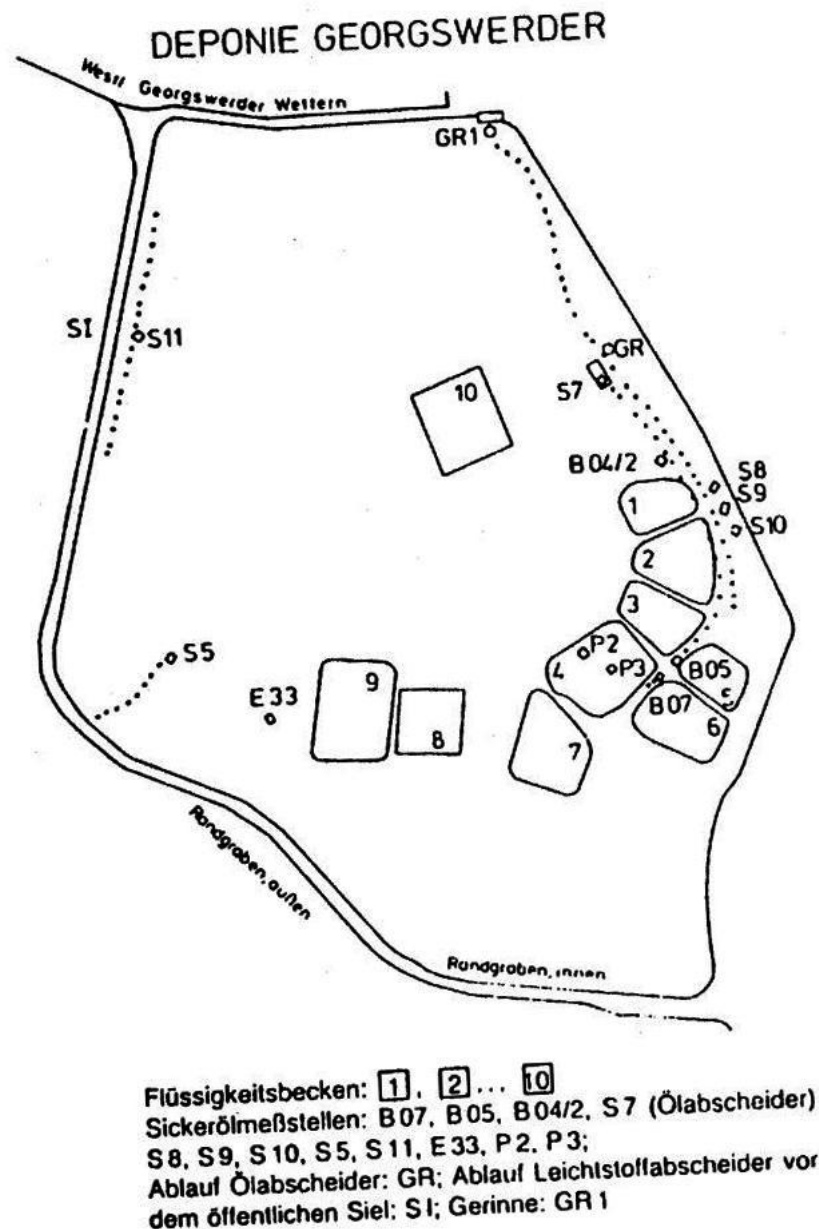 DEPONIE GEORGSWERDER
Westl Georgswerder Wettern
GR1
SI
S11
GR
S7
10
B04/2
S8
S9
S10
1
2
3
S5
P2
4
P3
B05
5
E33
9
B07
6
8
7
Randgraben, außen
Randgraben, innen
Flüssigkeitsbecken: 1, 2 ... 10
Sickerölmeßstellen: B07, B05, B04/2, S7 (Ölabscheider)
S8, S9, S10, S5, S11, E33, P2, P3;
Ablauf Ölabscheider: GR; Ablauf Leichtstoffabscheider vor
dem öffentlichen Siel: SI; Gerinne: GR1